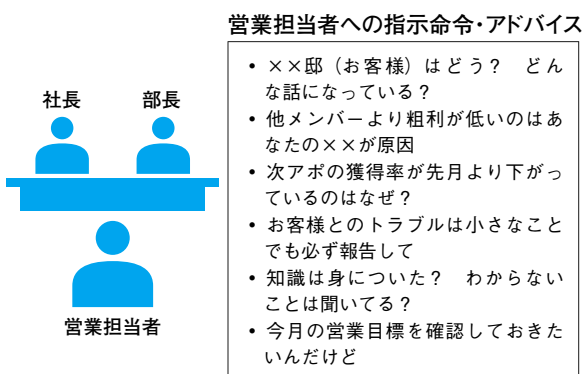 営業担当者への指示命令・アドバイス
社長 部長
営業担当者
• ××邸（お客様）はどう？　どん
な話になっている？
• 他メンバーより粗利が低いのはあ
なたの××が原因
• 次アポの獲得率が先月より下がっ
ているのはなぜ？
• お客様とのトラブルは小さなこと
でも必ず報告して
• 知識は身についた？　わからない
ことは聞いてる？
• 今月の営業目標を確認しておきた
いんだけど